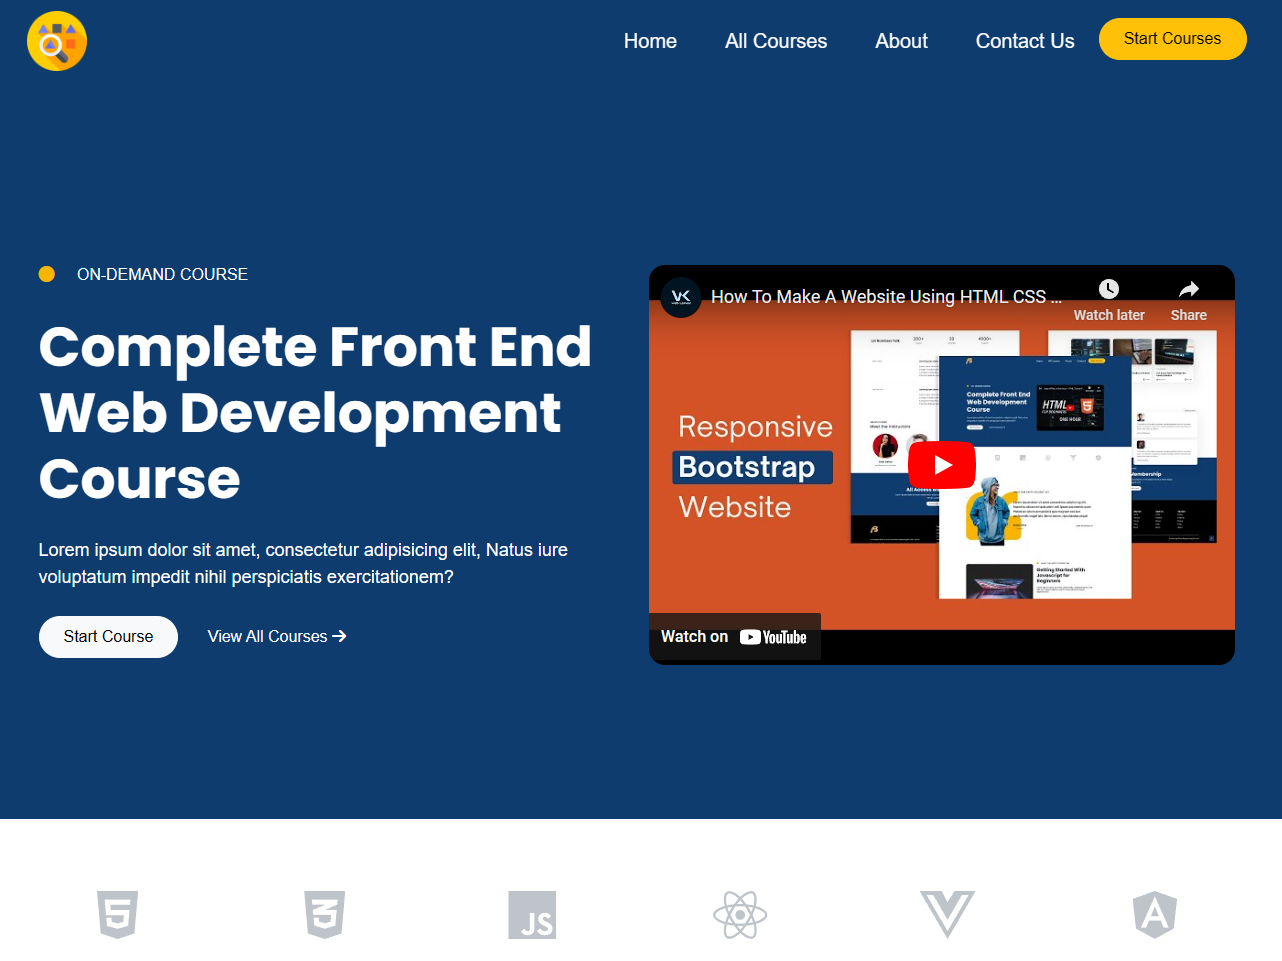 Home
All Courses
About
Contact Us
Start Courses
ON-DEMAND COURSE
Complete Front End
Web Development
Course
Lorem ipsum dolor sit amet, consectetur adipisicing elit, Natus iure
voluptatum impedit nihil perspiciatis exercitationem?
Start Course
View All Courses
VK
How To Make A Website Using HTML CSS ...
Watch later
Share
Responsive
Bootstrap
Website
Complete Front End
Web Development
Course
HTML
Getting Started With
Javascript for
Beginners
Watch on
YouTube
5
3
JS
A